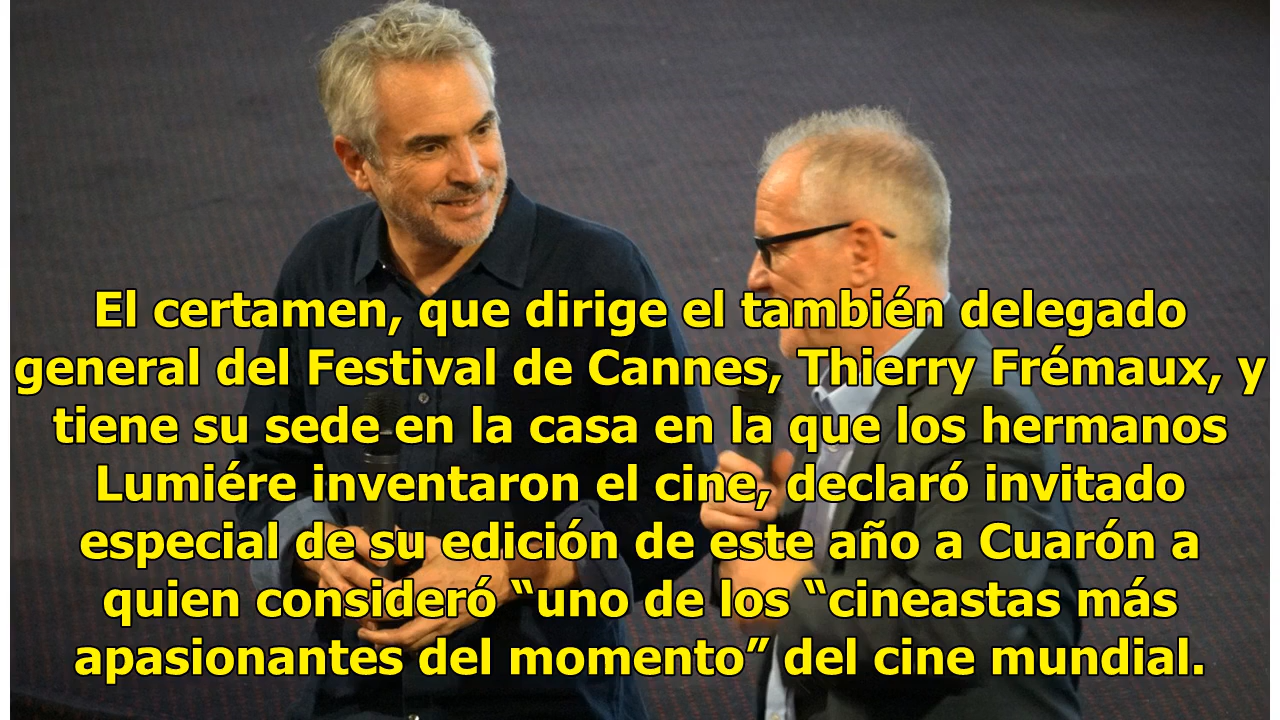 El certamen, que dirige el también delegado
general del Festival de Cannes, Thierry Frémaux, y
tiene su sede en la casa en la que los hermanos
Lumiére inventaron el cine, declaró invitado
especial de su edición de este año a Cuarón a
quien consideró “uno de los “cineastas más
apasionantes del momento” del cine mundial.